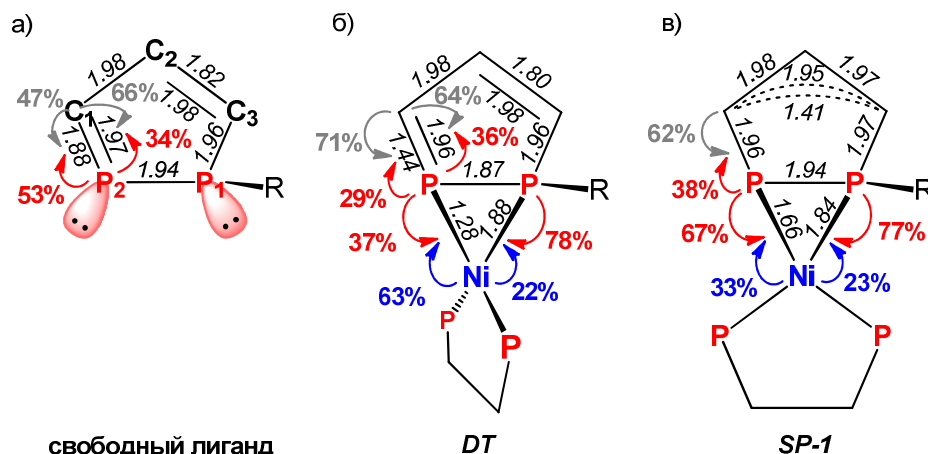 а)
б)
в)
C2
1.98
1.82
47%
66%
1.98
C1
C3
1.88
1.97
34%
1.96
53%
P2
1.94
P1
R
1.98
1.80
64%
1.98
71%
1.44
1.96
36%
1.96
P
1.87
P
R
29%
37%
1.28
1.88
78%
63%
Ni
22%
P
P
1.98
1.95
1.97
1.41
62%
1.96
1.97
38%
P
1.94
P
R
67%
1.66
1.84
77%
33%
Ni
23%
P
P
свободный лиганд
DT
SP-1